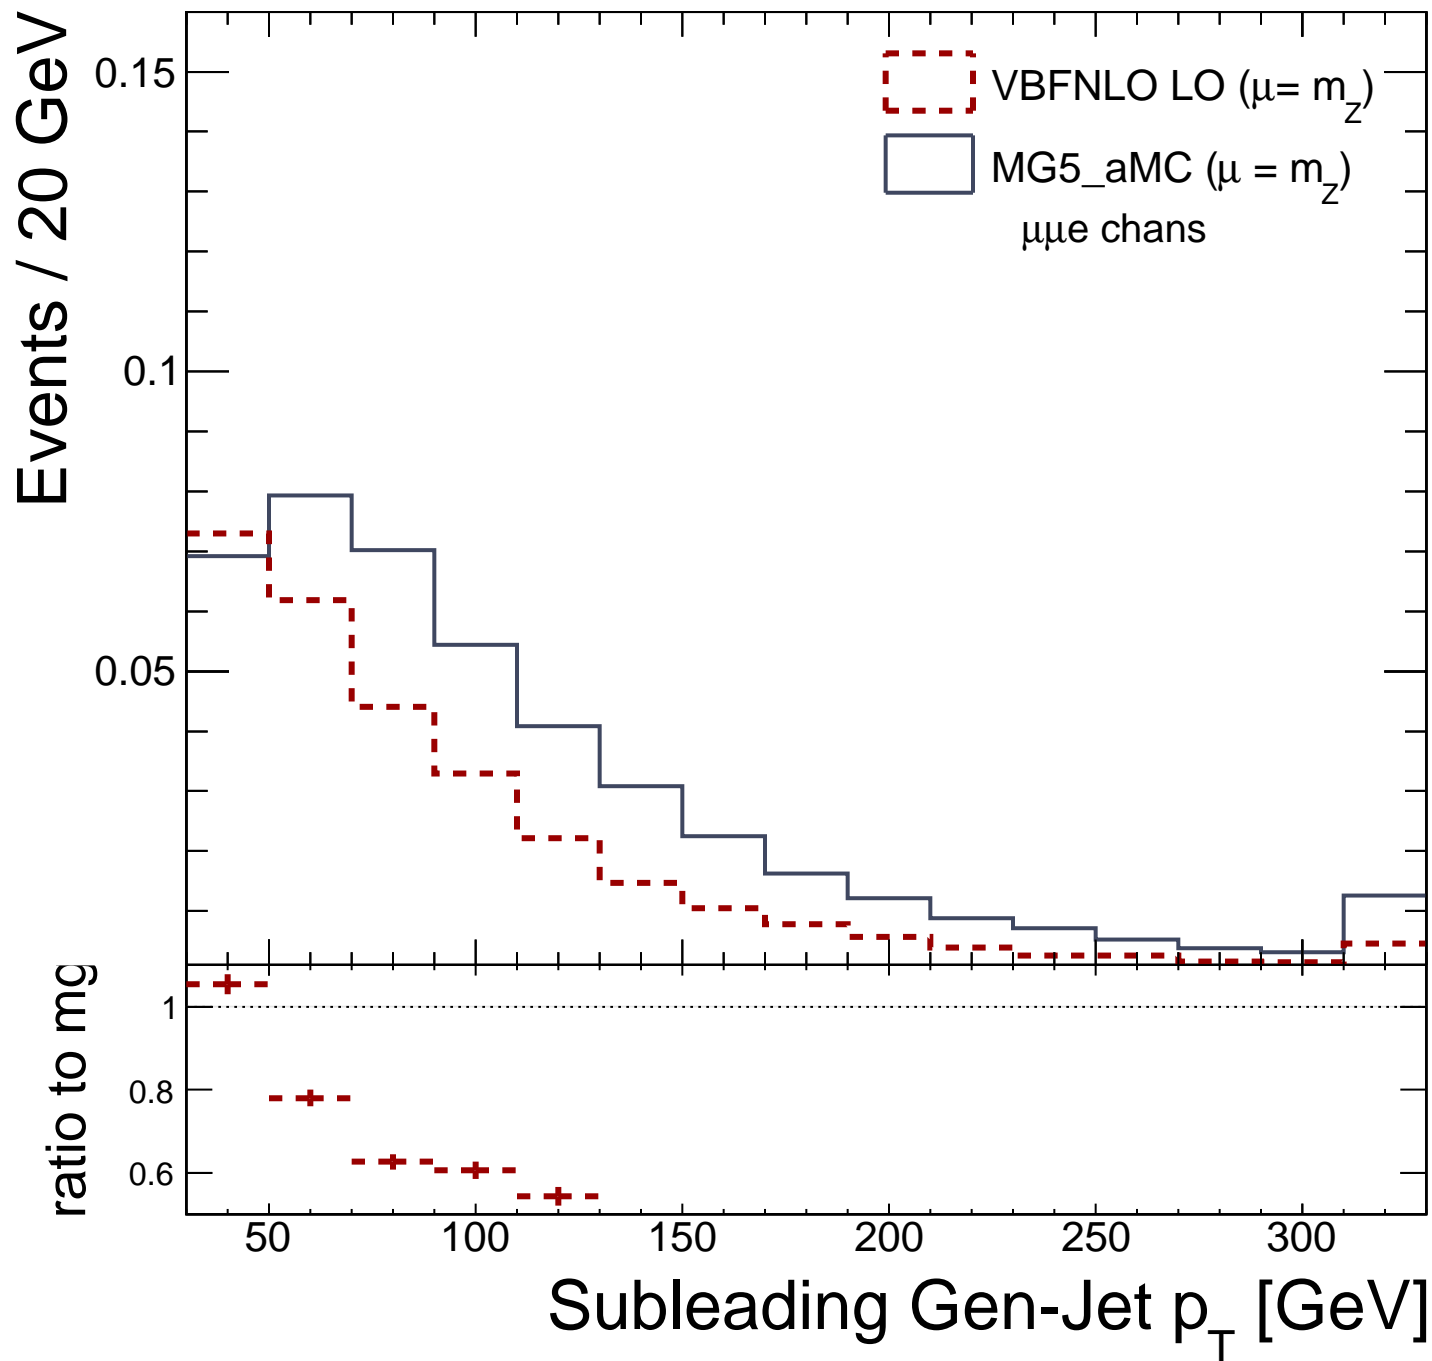 Events / 20 GeV
0.15
0.1
0.05
VBFNLO LO (μ= m_Z)
MG5_aMC (μ = m_Z)
μμe chans
ratio to mg
1
0.8
0.6
50 100 150 200 250 300
Subleading Gen-Jet p_T [GeV]